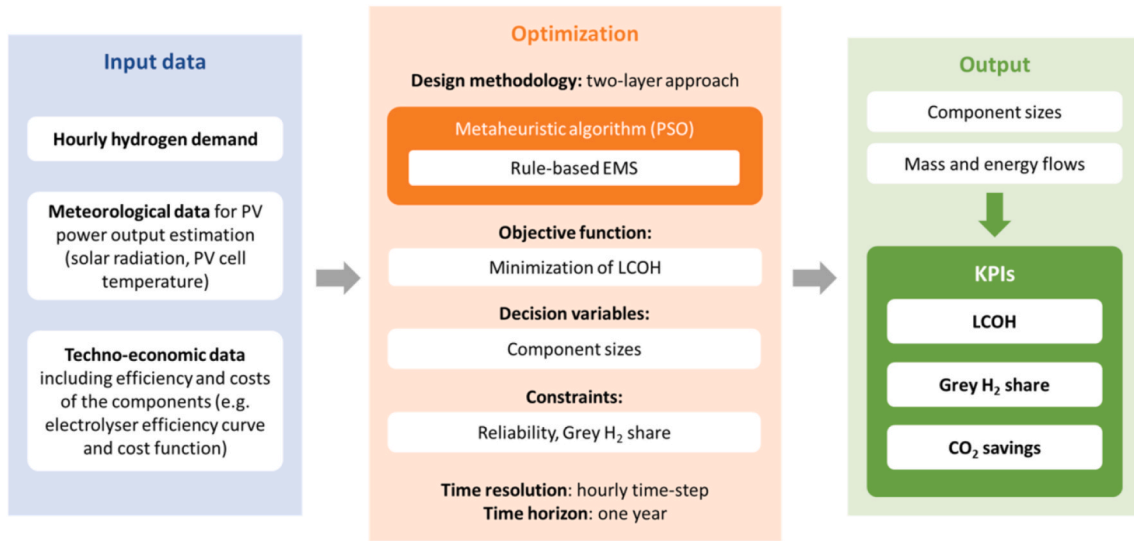 Input data
Hourly hydrogen demand
Meteorological data for PV
power output estimation
(solar radiation, PV cell
temperature)
Techno-economic data
including efficiency and costs
of the components (e.g.
electrolyser efficiency curve
and cost function)
Optimization
Design methodology: two-layer approach
Metaheuristic algorithm (PSO)
Rule-based EMS
Objective function:
Minimization of LCOH
Decision variables:
Component sizes
Constraints:
Reliability, Grey H₂ share
Time resolution: hourly time-step
Time horizon: one year
Output
Component sizes
Mass and energy flows
KPIs
LCOH
Grey H₂ share
CO₂ savings